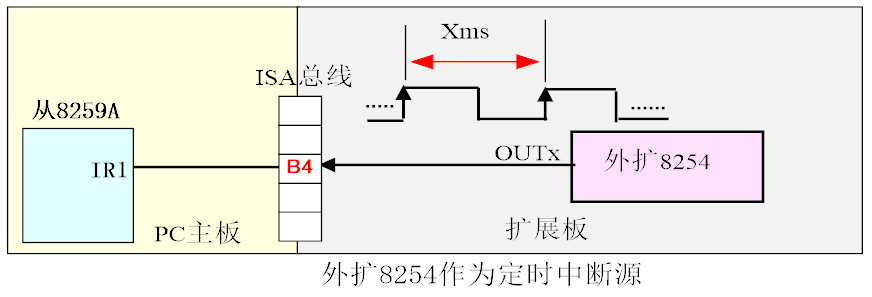 Xms
ISA总线
从8259A
......
......
OUTx
IR1
B4
外扩8254
PC主板
扩展板
外扩8254作为定时中断源